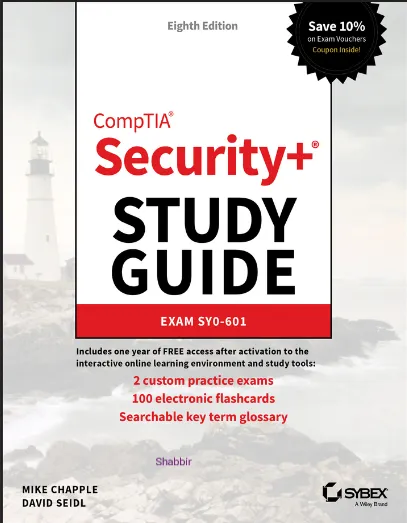 Eighth Edition
Save 10%
on Exam Vouchers
Coupon Inside!
CompTIA®
Security+®
STUDY
GUIDE
EXAM SY0-601
Includes one year of FREE access after activation to the
interactive online learning environment and study tools:
2 custom practice exams
100 electronic flashcards
Searchable key term glossary
Shabbir
MIKE CHAPPLE
DAVID SEIDL
SYBEX
A Wiley Brand